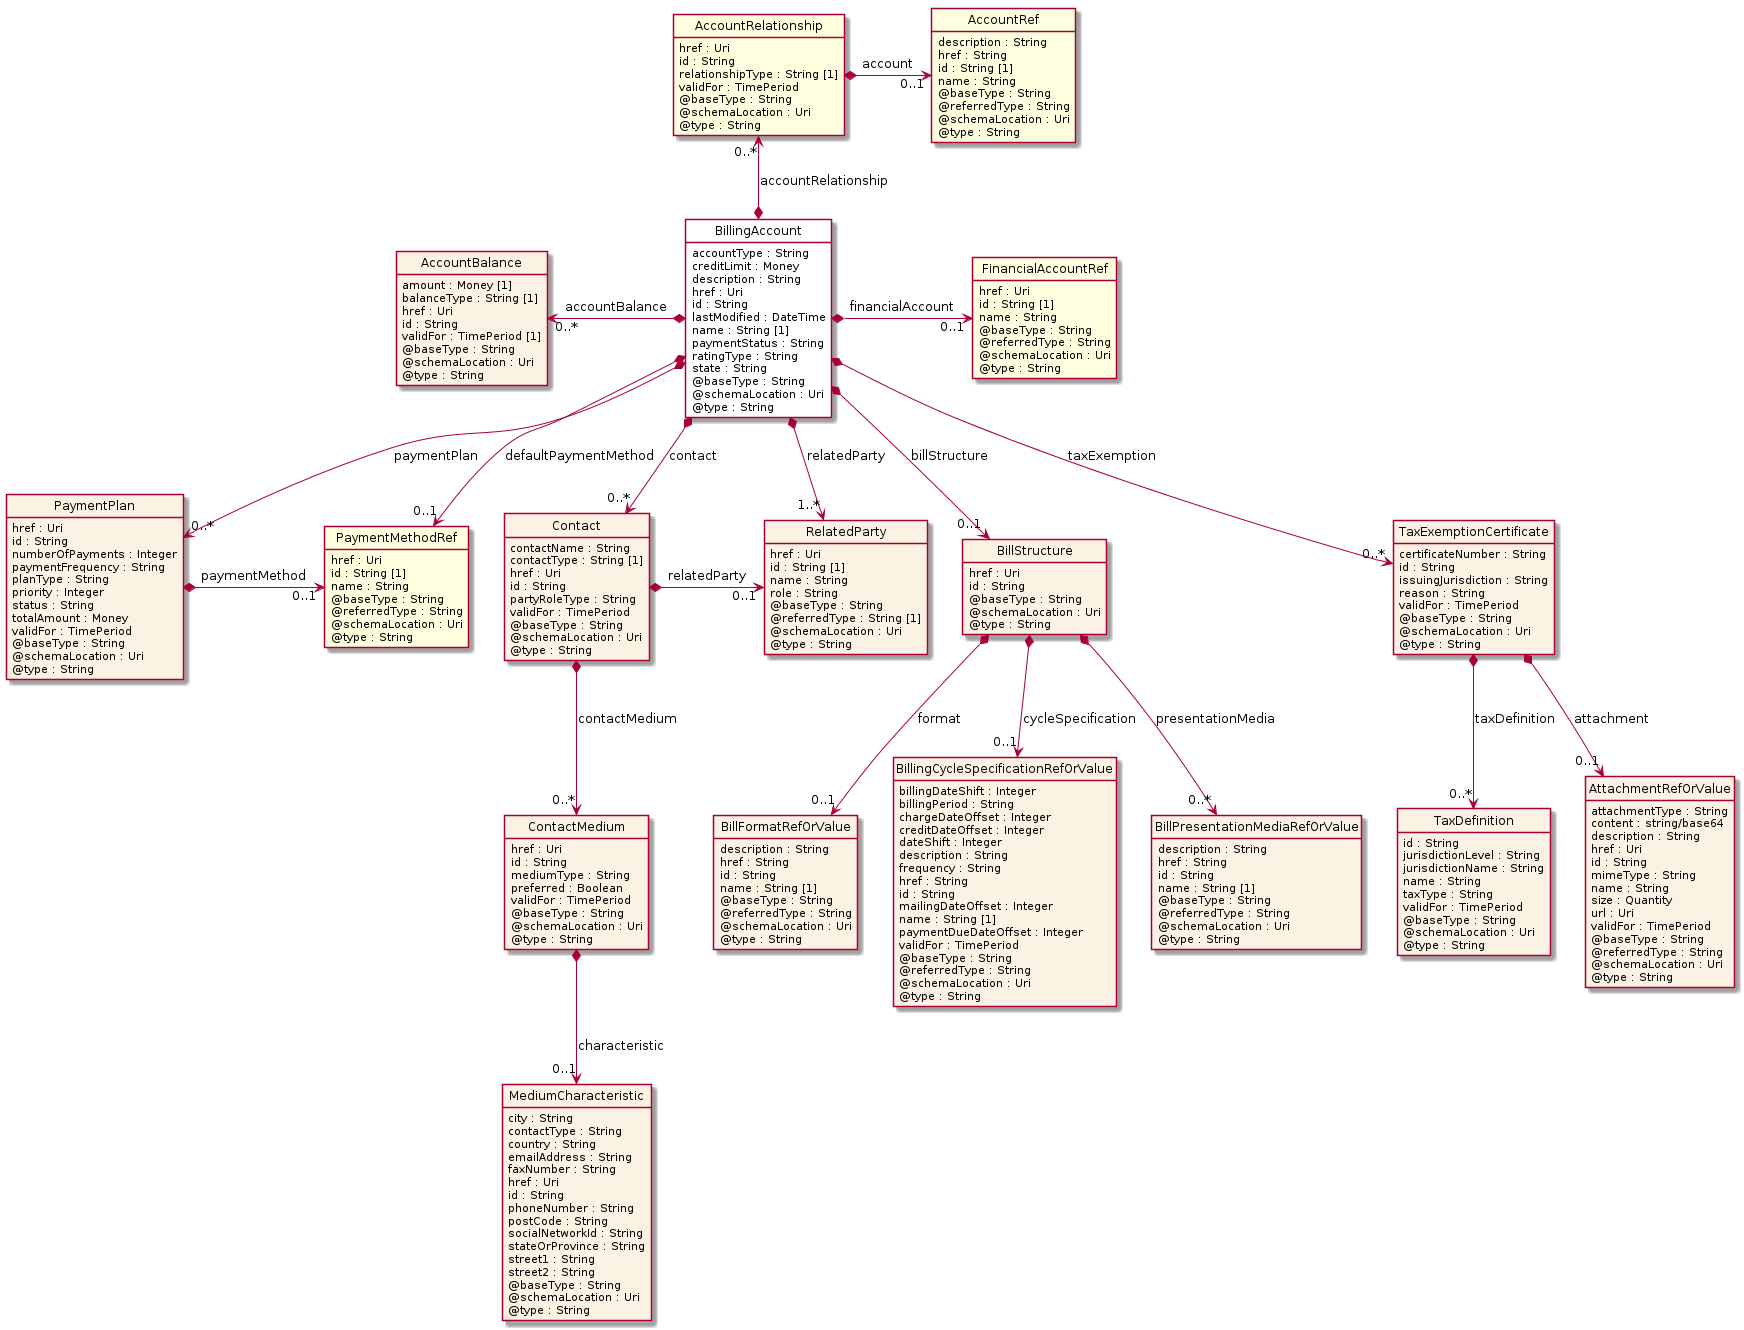 AccountRelationship
href : Uri
id : String
relationshipType : String [1]
validFor : TimePeriod
@baseType : String
@schemaLocation : Uri
@type : String
account
0..1
AccountRef
description : String
href : String
id : String [1]
name : String
@baseType : String
@referredType : String
@schemaLocation : Uri
@type : String
0..*
accountRelationship
BillingAccount
accountType : String
creditLimit : Money
description : String
href : Uri
id : String
lastModified : DateTime
name : String [1]
paymentStatus : String
ratingType : String
state : String
@baseType : String
@schemaLocation : Uri
@type : String
AccountBalance
amount : Money [1]
balanceType : String [1]
href : Uri
id : String
validFor : TimePeriod [1]
@baseType : String
@schemaLocation : Uri
@type : String
accountBalance
0..*
financialAccount
0..1
FinancialAccountRef
href : Uri
id : String [1]
name : String
@baseType : String
@referredType : String
@schemaLocation : Uri
@type : String
paymentPlan
0..*
defaultPaymentMethod
0..1
contact
0..*
relatedParty
1..*
billStructure
0..1
taxExemption
0..*
PaymentPlan
href : Uri
id : String
numberOfPayments : Integer
paymentFrequency : String
planType : String
priority : Integer
status : String
totalAmount : Money
validFor : TimePeriod
@baseType : String
@schemaLocation : Uri
@type : String
paymentMethod
0..1
PaymentMethodRef
href : Uri
id : String [1]
name : String
@baseType : String
@referredType : String
@schemaLocation : Uri
@type : String
Contact
contactName : String
contactType : String [1]
href : Uri
id : String
partyRoleType : String
validFor : TimePeriod
@baseType : String
@schemaLocation : Uri
@type : String
relatedParty
0..1
RelatedParty
href : Uri
id : String [1]
name : String
role : String
@baseType : String
@referredType : String [1]
@schemaLocation : Uri
@type : String
BillStructure
href : Uri
id : String
@baseType : String
@schemaLocation : Uri
@type : String
TaxExemptionCertificate
certificateNumber : String
id : String
issuingJurisdiction : String
reason : String
validFor : TimePeriod
@baseType : String
@schemaLocation : Uri
@type : String
contactMedium
0..*
format
0..1
cycleSpecification
0..1
presentationMedia
0..*
taxDefinition
0..*
attachment
0..1
ContactMedium
href : Uri
id : String
mediumType : String
preferred : Boolean
validFor : TimePeriod
@baseType : String
@schemaLocation : Uri
@type : String
BillFormatRefOrValue
description : String
href : String
id : String
name : String [1]
@baseType : String
@referredType : String
@schemaLocation : Uri
@type : String
BillingCycleSpecificationRefOrValue
billingDateShift : Integer
billingPeriod : String
chargeDateOffset : Integer
creditDateOffset : Integer
dateShift : Integer
description : String
frequency : String
href : String
id : String
mailingDateOffset : Integer
name : String [1]
paymentDueDateOffset : Integer
validFor : TimePeriod
@baseType : String
@referredType : String
@schemaLocation : Uri
@type : String
BillPresentationMediaRefOrValue
description : String
href : String
id : String
name : String [1]
@baseType : String
@referredType : String
@schemaLocation : Uri
@type : String
TaxDefinition
id : String
jurisdictionLevel : String
jurisdictionName : String
name : String
taxType : String
validFor : TimePeriod
@baseType : String
@schemaLocation : Uri
@type : String
AttachmentRefOrValue
attachmentType : String
content : string/base64
description : String
href : Uri
id : String
mimeType : String
name : String
size : Quantity
url : Uri
validFor : TimePeriod
@baseType : String
@referredType : String
@schemaLocation : Uri
@type : String
characteristic
0..1
MediumCharacteristic
city : String
contactType : String
country : String
emailAddress : String
faxNumber : String
href : Uri
id : String
phoneNumber : String
postCode : String
socialNetworkId : String
stateOrProvince : String
street1 : String
street2 : String
@baseType : String
@schemaLocation : Uri
@type : String